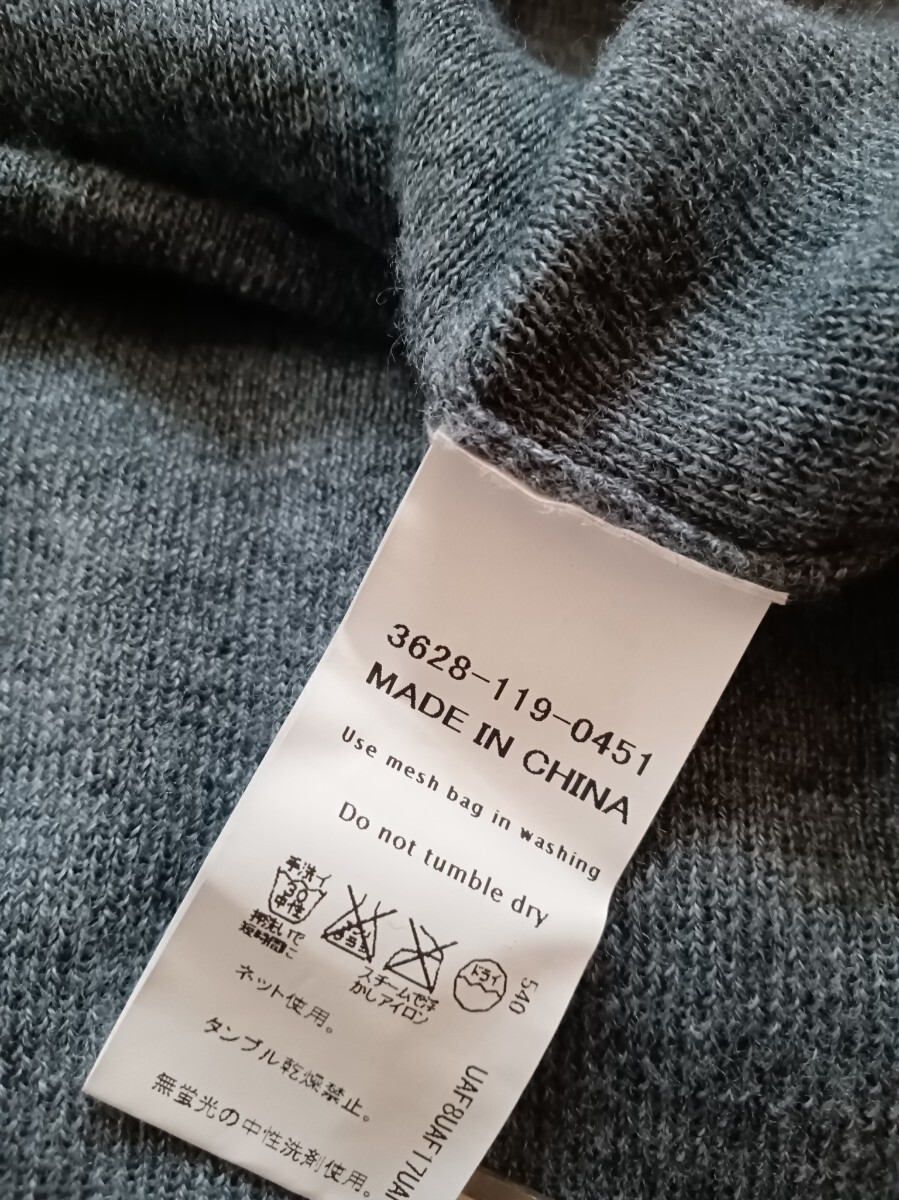 3628-119-0451
MADE IN CHINA
Use mesh bag in washing
Do not tumble dry
手洗イ
30
中性
押洗いで
短時間に
スチームで浮
かしアイロン
ドライ
540
ネット使用。
タンブル乾燥禁止。
無蛍光の中性洗剤使用。
UAF8UAF17UA